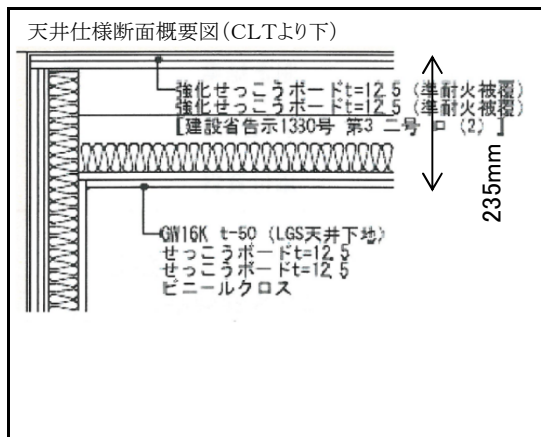 天井仕様断面概要図(CLTより下)
強化せっこうボードt=12.5 (準耐火被覆)
強化せっこうボードt=12.5 (準耐火被覆)
[建設省告示1380号 第3 二号 ロ (2) ]
235mm
GW16K t-50 (LGS天井下地)
せっこうボードt=12.5
せっこうボードt=12.5
ビニールクロス